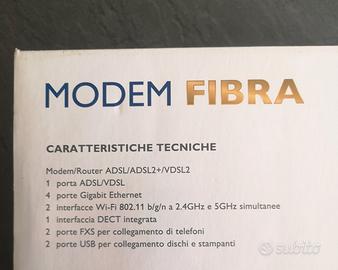 MODEM FIBRA
CARATTERISTICHE TECNICHE
Modem/Router ADSL/ADSL2+/VDSL2
1 porta ADSL/VDSL
4 porte Gigabit Ethernet
2 interfacce Wi-Fi 802.11 b/g/n a 2.4GHz e 5GHz simultanee
1 interfaccia DECT integrata
2 porte FXS per collegamento di telefoni
2 porte USB per collegamento dischi e stampanti
subito